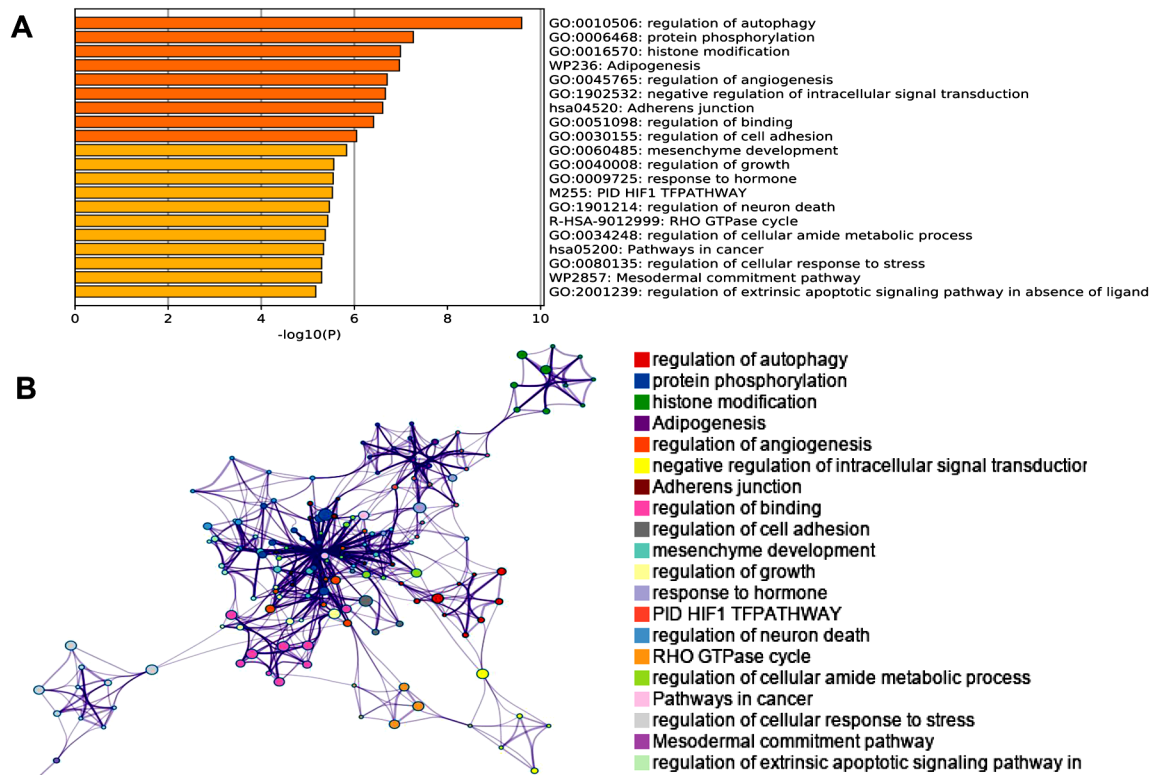 A
GO:0010506: regulation of autophagy
GO:0006468: protein phosphorylation
GO:0016570: histone modification
WP236: Adipogenesis
GO:0045765: regulation of angiogenesis
GO:1902532: negative regulation of intracellular signal transduction
hsa04520: Adherens junction
GO:0051098: regulation of binding
GO:0030155: regulation of cell adhesion
GO:0060485: mesenchyme development
GO:0040008: regulation of growth
GO:0009725: response to hormone
M255: PID HIF1 TFPATHWAY
GO:1901214: regulation of neuron death
R-HSA-9012999: RHO GTPase cycle
GO:0034248: regulation of cellular amide metabolic process
hsa05200: Pathways in cancer
GO:0080135: regulation of cellular response to stress
WP2857: Mesodermal commitment pathway
GO:2001239: regulation of extrinsic apoptotic signaling pathway in absence of ligand
0 2 4 6 8 10
-log10(P)
B
regulation of autophagy
protein phosphorylation
histone modification
Adipogenesis
regulation of angiogenesis
negative regulation of intracellular signal transduction
Adherens junction
regulation of binding
regulation of cell adhesion
mesenchyme development
regulation of growth
response to hormone
PID HIF1 TFPATHWAY
regulation of neuron death
RHO GTPase cycle
regulation of cellular amide metabolic process
Pathways in cancer
regulation of cellular response to stress
Mesodermal commitment pathway
regulation of extrinsic apoptotic signaling pathway in